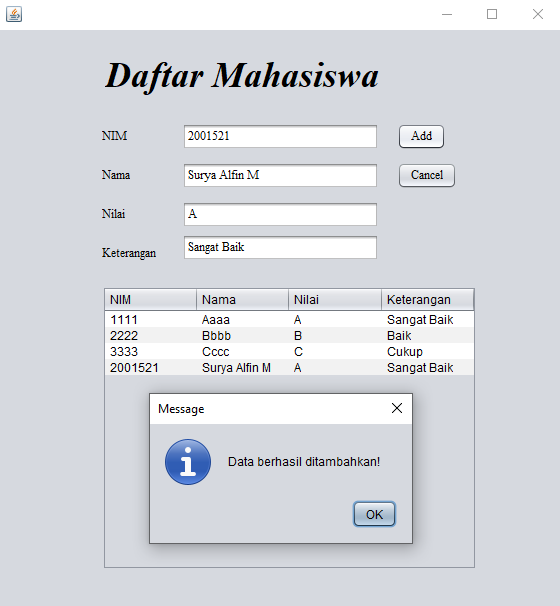 Daftar Mahasiswa
NIM 2001521 Add
Nama Surya Alfin M Cancel
Nilai A
Keterangan Sangat Baik
NIM Nama Nilai Keterangan
1111 Aaaa A Sangat Baik
2222 Bbbb B Baik
3333 Cccc C Cukup
2001521 Surya Alfin M A Sangat Baik
Message
Data berhasil ditambahkan!
OK